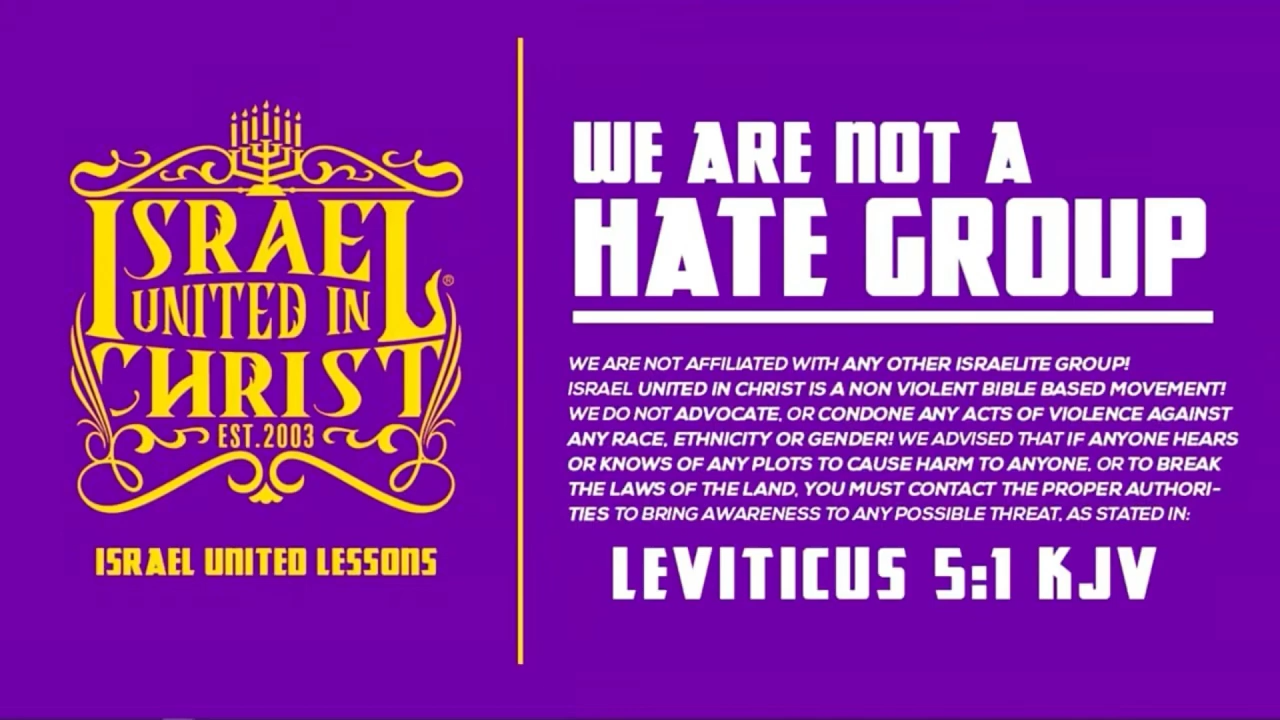 ISRAEL
UNITED IN
CHRIST
®
EST.2003
ISRAEL UNITED LESSONS
WE ARE NOT A
HATE GROUP
WE ARE NOT AFFILIATED WITH ANY OTHER ISRAELITE GROUP!
ISRAEL UNITED IN CHRIST IS A NON VIOLENT BIBLE BASED MOVEMENT!
WE DO NOT ADVOCATE, OR CONDONE ANY ACTS OF VIOLENCE AGAINST
ANY RACE, ETHNICITY OR GENDER! WE ADVISED THAT IF ANYONE HEARS
OR KNOWS OF ANY PLOTS TO CAUSE HARM TO ANYONE, OR TO BREAK
THE LAWS OF THE LAND, YOU MUST CONTACT THE PROPER AUTHORI-
TIES TO BRING AWARENESS TO ANY POSSIBLE THREAT, AS STATED IN:
LEVITICUS 5:1 KJV